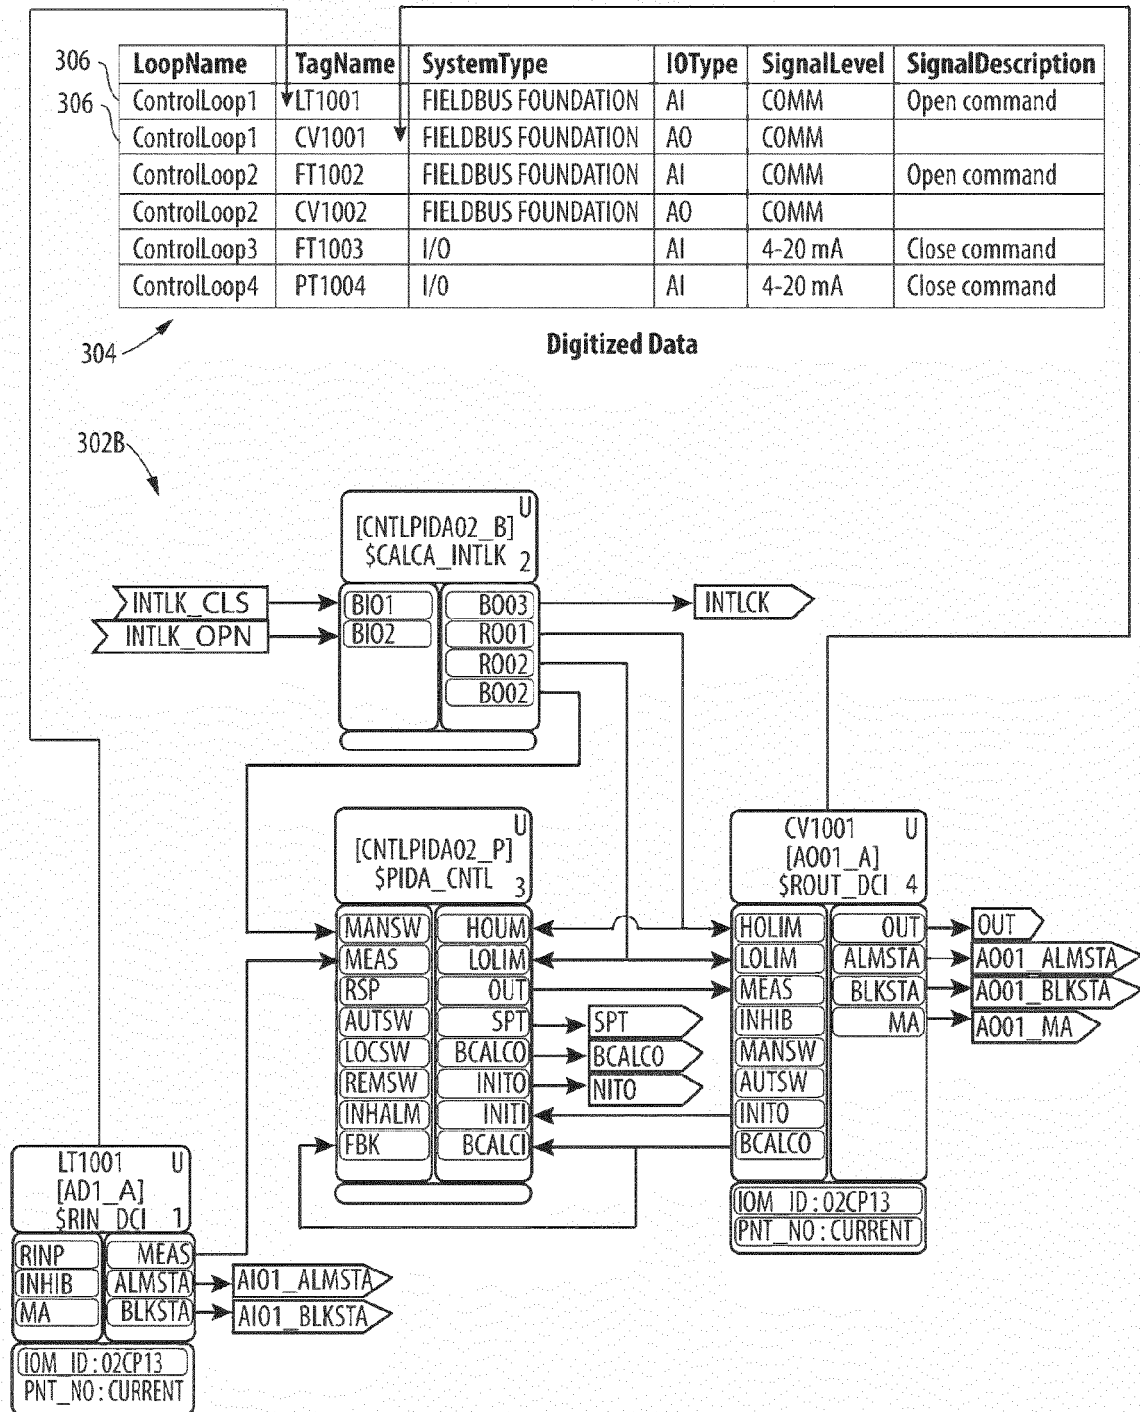 306
306
LoopName TagName SystemType IOType SignalLevel SignalDescription
ControlLoop1 LT1001 FIELDBUS FOUNDATION AI COMM Open command
ControlLoop1 CV1001 FIELDBUS FOUNDATION AO COMM
ControlLoop2 FT1002 FIELDBUS FOUNDATION AI COMM Open command
ControlLoop2 CV1002 FIELDBUS FOUNDATION AO COMM
ControlLoop3 FT1003 I/O AI 4-20 mA Close command
ControlLoop4 PT1004 I/O AI 4-20 mA Close command
304
Digitized Data
302B
U
[CNTLPIDA02_B]
$CALCA_INTLK 2
INTLK_CLS
INTLK_OPN
BI01
BI02
BO03
RO01
RO02
BO02
INTLCK
U
[CNTLPIDA02_P]
$PIDA_CNTL 3
MANSW
MEAS
RSP
AUTSW
LOCSW
REMSW
INHALM
FBK
HOUM
LOLIM
OUT
SPT
BCALCO
INITO
INITI
BCALCI
SPT
BCALCO
NITO
CV1001 U
[AO01_A]
$ROUT_DCI 4
HOLIM
LOLIM
MEAS
INHIB
MANSW
AUTSW
INITO
BCALCO
OUT
ALMSTA
BLKSTA
MA
IOM_ID:02CP13
PNT_NO:CURRENT
OUT
AO01_ALMSTA
AO01_BLKSTA
AO01_MA
LT1001 U
[AD1_A]
$RIN_DCI 1
RINP
INHIB
MA
MEAS
ALMSTA
BLKSTA
IOM_ID:02CP13
PNT_NO:CURRENT
AI01_ALMSTA
AI01_BLKSTA